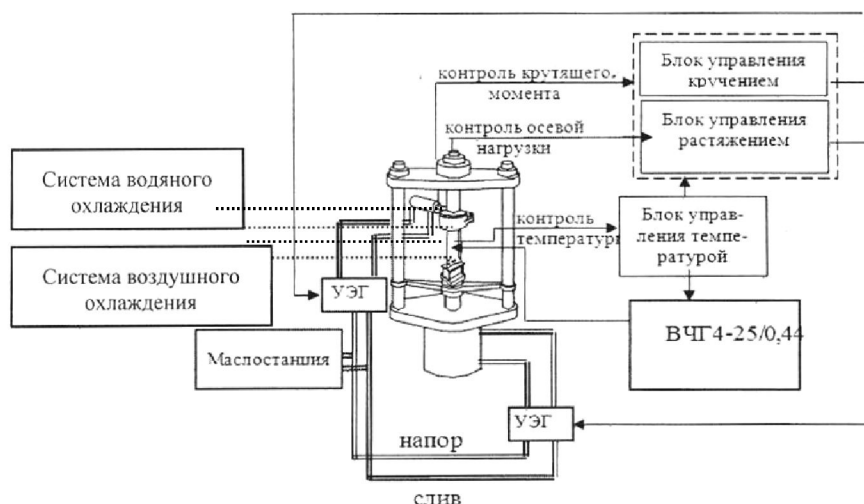 Блок управления
кручением
контроль крутящего
момента
Блок управления
растяжением
контроль осевой
нагрузки
Система водяного
охлаждения
контроль
температуры
Блок управ-
ления темпе-
ратурой
Система воздушного
охлаждения
УЭГ
ВЧГ4-25/0,44
Маслостанция
УЭГ
напор
слив